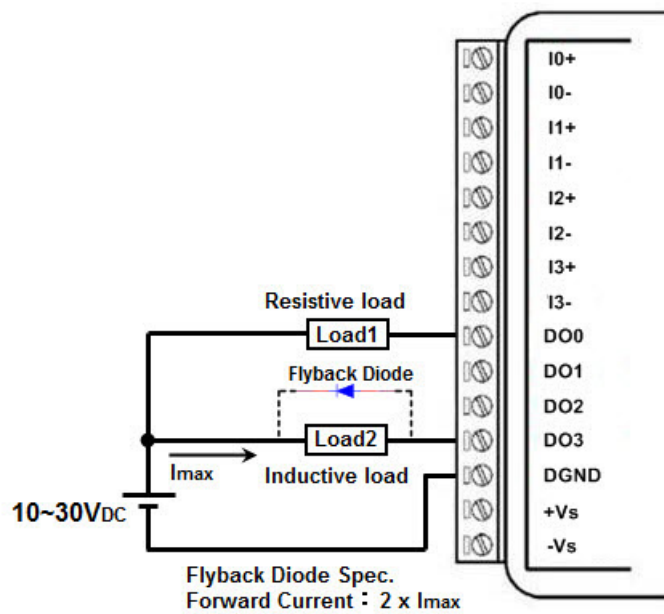 I0+
I0-
I1+
I1-
I2+
I2-
I3+
I3-
Resistive load
Load1
DO0
Flyback Diode
DO1
DO2
Load2
DO3
Imax
Inductive load
DGND
10~30VDC
+Vs
-Vs
Flyback Diode Spec.
Forward Current : 2 x Imax